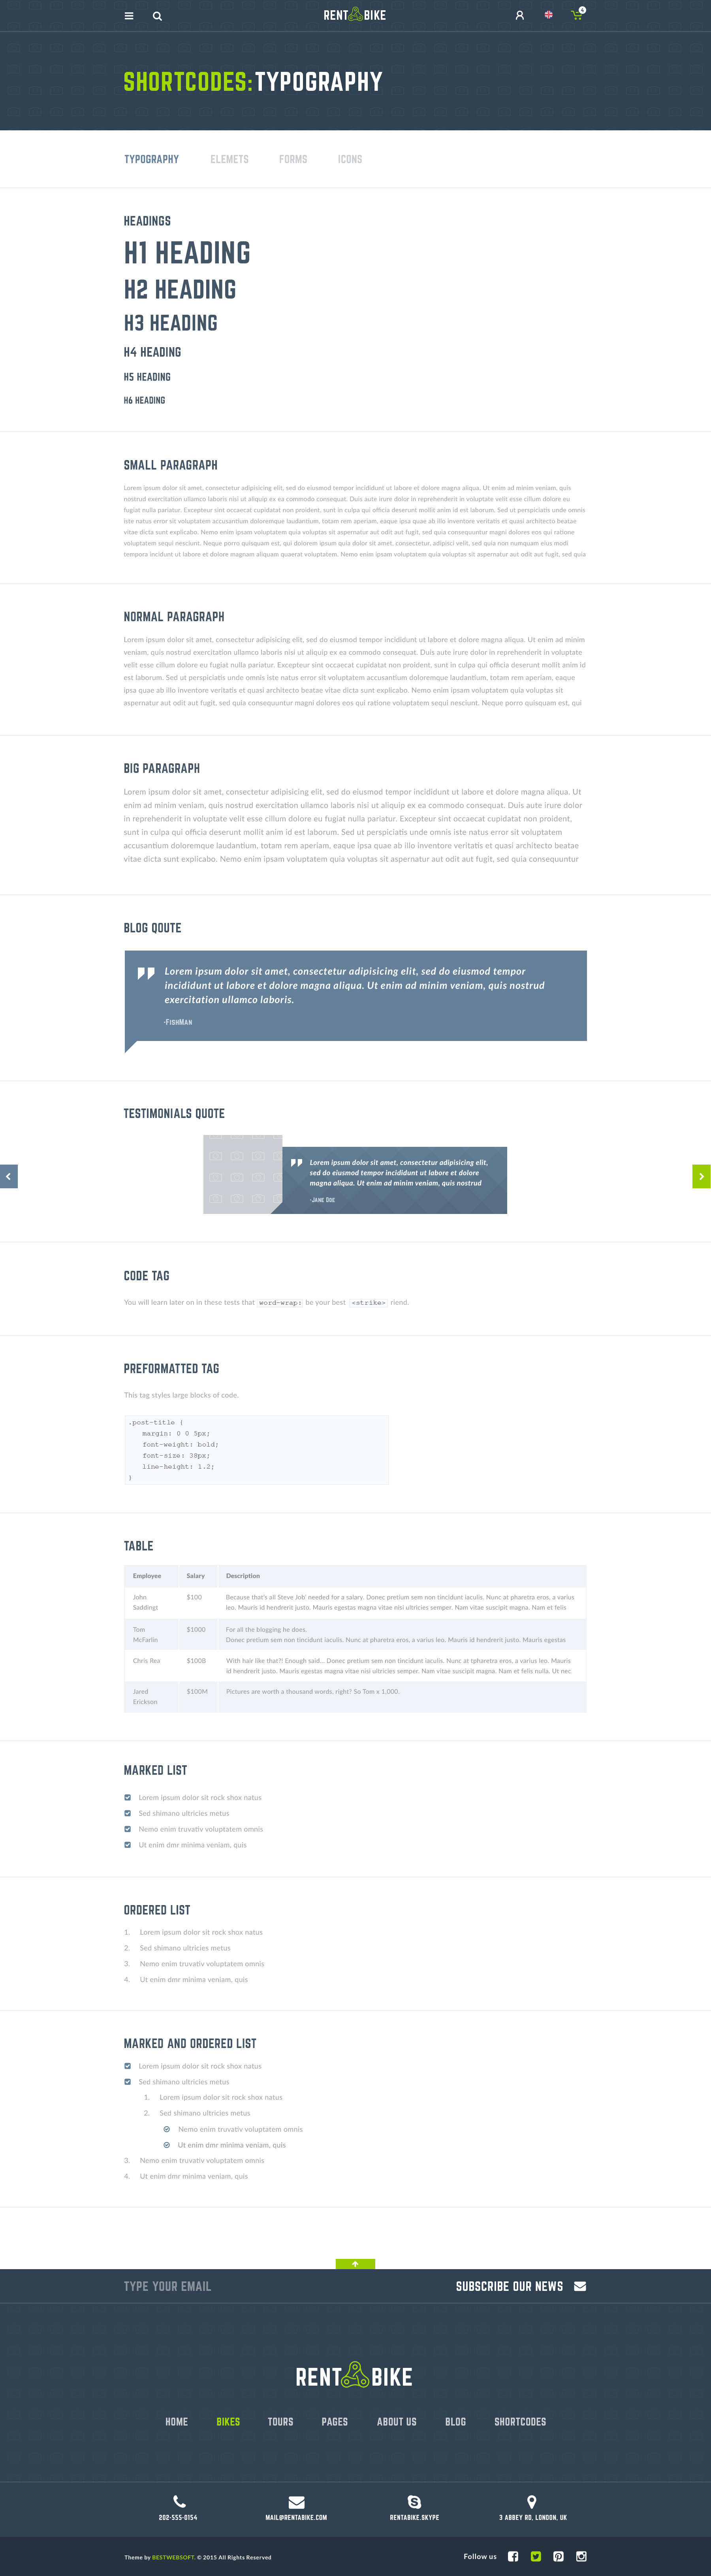 RENT BIKE
4
SHORTCODES: TYPOGRAPHY
TYPOGRAPHY ELEMETS FORMS ICONS
HEADINGS
H1 HEADING
H2 HEADING
H3 HEADING
H4 HEADING
H5 HEADING
H6 HEADING
SMALL PARAGRAPH
Lorem ipsum dolor sit amet, consectetur adipisicing elit, sed do eiusmod tempor incididunt ut labore et dolore magna aliqua. Ut enim ad minim veniam, quis
nostrud exercitation ullamco laboris nisi ut aliquip ex ea commodo consequat. Duis aute irure dolor in reprehenderit in voluptate velit esse cillum dolore eu
fugiat nulla pariatur. Excepteur sint occaecat cupidatat non proident, sunt in culpa qui officia deserunt mollit anim id est laborum. Sed ut perspiciatis unde omnis
iste natus error sit voluptatem accusantium doloremque laudantium, totam rem aperiam, eaque ipsa quae ab illo inventore veritatis et quasi architecto beatae
vitae dicta sunt explicabo. Nemo enim ipsam voluptatem quia voluptas sit aspernatur aut odit aut fugit, sed quia consequuntur magni dolores eos qui ratione
voluptatem sequi nesciunt. Neque porro quisquam est, qui dolorem ipsum quia dolor sit amet, consectetur, adipisci velit, sed quia non numquam eius modi
tempora incidunt ut labore et dolore magnam aliquam quaerat voluptatem. Nemo enim ipsam voluptatem quia voluptas sit aspernatur aut odit aut fugit, sed quia
NORMAL PARAGRAPH
Lorem ipsum dolor sit amet, consectetur adipisicing elit, sed do eiusmod tempor incididunt ut labore et dolore magna aliqua. Ut enim ad minim
veniam, quis nostrud exercitation ullamco laboris nisi ut aliquip ex ea commodo consequat. Duis aute irure dolor in reprehenderit in voluptate
velit esse cillum dolore eu fugiat nulla pariatur. Excepteur sint occaecat cupidatat non proident, sunt in culpa qui officia deserunt mollit anim id
est laborum. Sed ut perspiciatis unde omnis iste natus error sit voluptatem accusantium doloremque laudantium, totam rem aperiam, eaque
ipsa quae ab illo inventore veritatis et quasi architecto beatae vitae dicta sunt explicabo. Nemo enim ipsam voluptatem quia voluptas sit
aspernatur aut odit aut fugit, sed quia consequuntur magni dolores eos qui ratione voluptatem sequi nesciunt. Neque porro quisquam est, qui
BIG PARAGRAPH
Lorem ipsum dolor sit amet, consectetur adipisicing elit, sed do eiusmod tempor incididunt ut labore et dolore magna aliqua. Ut
enim ad minim veniam, quis nostrud exercitation ullamco laboris nisi ut aliquip ex ea commodo consequat. Duis aute irure dolor
in reprehenderit in voluptate velit esse cillum dolore eu fugiat nulla pariatur. Excepteur sint occaecat cupidatat non proident,
sunt in culpa qui officia deserunt mollit anim id est laborum. Sed ut perspiciatis unde omnis iste natus error sit voluptatem
accusantium doloremque laudantium, totam rem aperiam, eaque ipsa quae ab illo inventore veritatis et quasi architecto beatae
vitae dicta sunt explicabo. Nemo enim ipsam voluptatem quia voluptas sit aspernatur aut odit aut fugit, sed quia consequuntur
BLOG QOUTE
Lorem ipsum dolor sit amet, consectetur adipisicing elit, sed do eiusmod tempor
incididunt ut labore et dolore magna aliqua. Ut enim ad minim veniam, quis nostrud
exercitation ullamco laboris.
-FishMan
TESTIMONIALS QUOTE
Lorem ipsum dolor sit amet, consectetur adipisicing elit,
sed do eiusmod tempor incididunt ut labore et dolore
magna aliqua. Ut enim ad minim veniam, quis nostrud
-Jane Doe
CODE TAG
You will learn later on in these tests that word-wrap: be your best <strike> riend.
PREFORMATTED TAG
This tag styles large blocks of code.
.post-title {
margin: 0 0 5px;
font-weight: bold;
font-size: 38px;
line-height: 1.2;
}
TABLE
Employee Salary Description
John Saddingt $100 Because that's all Steve Job' needed for a salary. Donec pretium sem non tincidunt iaculis. Nunc at pharetra eros, a varius
leo. Mauris id hendrerit justo. Mauris egestas magna vitae nisi ultricies semper. Nam vitae suscipit magna. Nam et felis
Tom McFarlin $1000 For all the blogging he does.
Donec pretium sem non tincidunt iaculis. Nunc at pharetra eros, a varius leo. Mauris id hendrerit justo. Mauris egestas
Chris Rea $100B With hair like that?! Enough said... Donec pretium sem non tincidunt iaculis. Nunc at tpharetra eros, a varius leo. Mauris
id hendrerit justo. Mauris egestas magna vitae nisi ultricies semper. Nam vitae suscipit magna. Nam et felis nulla. Ut nec
Jared Erickson $100M Pictures are worth a thousand words, right? So Tom x 1,000.
MARKED LIST
Lorem ipsum dolor sit rock shox natus
Sed shimano ultricies metus
Nemo enim truvativ voluptatem omnis
Ut enim dmr minima veniam, quis
ORDERED LIST
1. Lorem ipsum dolor sit rock shox natus
2. Sed shimano ultricies metus
3. Nemo enim truvativ voluptatem omnis
4. Ut enim dmr minima veniam, quis
MARKED AND ORDERED LIST
Lorem ipsum dolor sit rock shox natus
Sed shimano ultricies metus
1. Lorem ipsum dolor sit rock shox natus
2. Sed shimano ultricies metus
Nemo enim truvativ voluptatem omnis
Ut enim dmr minima veniam, quis
3. Nemo enim truvativ voluptatem omnis
4. Ut enim dmr minima veniam, quis
TYPE YOUR EMAIL SUBSCRIBE OUR NEWS
RENT BIKE
HOME BIKES TOURS PAGES ABOUT US BLOG SHORTCODES
202-555-0154 MAIL@RENTABIKE.COM RENTABIKE.SKYPE 3 ABBEY RD, LONDON, UK
Theme by BESTWEBSOFT. © 2015 All Rights Reserved Follow us